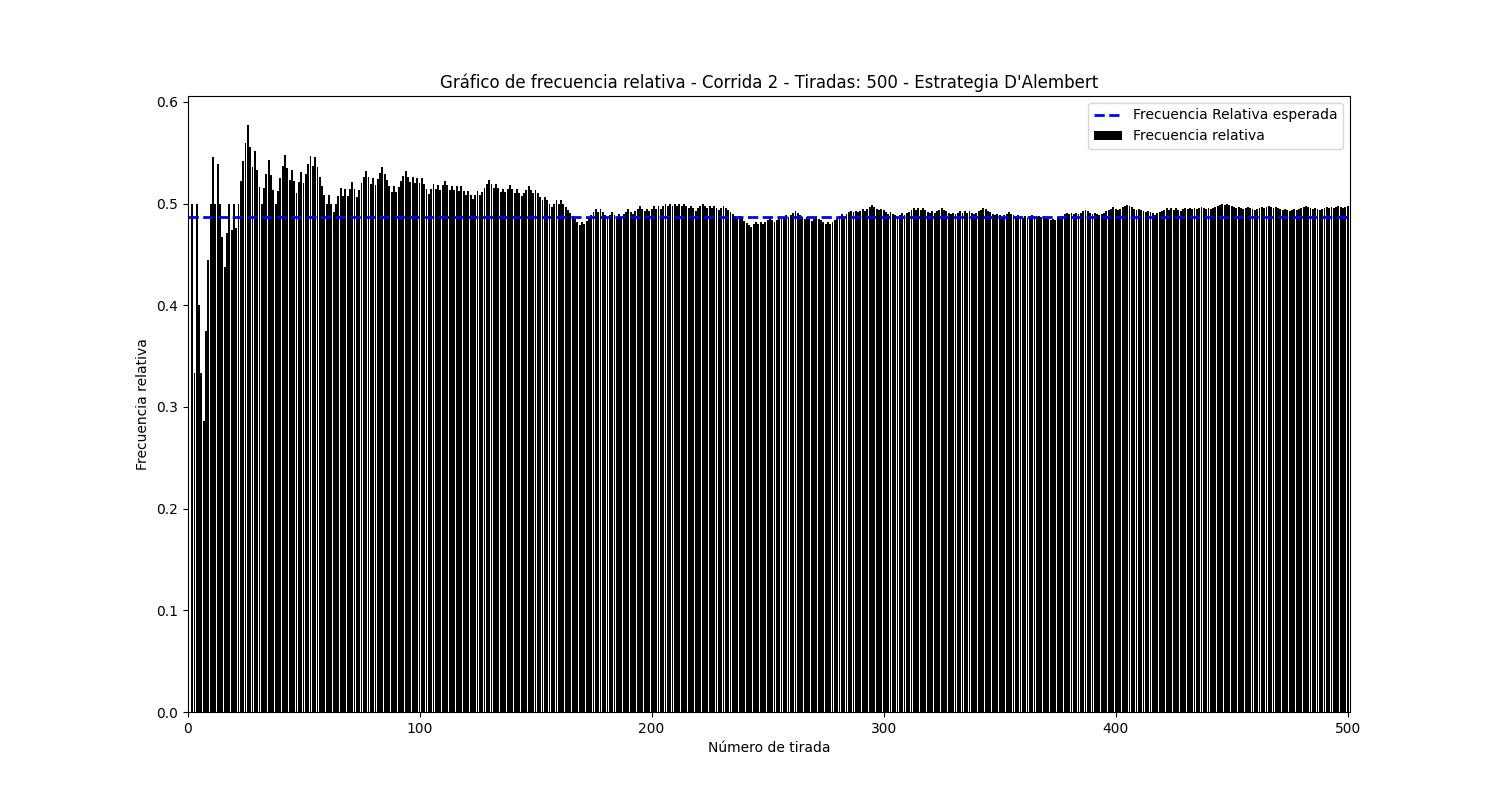 Gráfico de frecuencia relativa - Corrida 2 - Tiradas: 500 - Estrategia D'Alembert
Frecuencia Relativa esperada
Frecuencia relativa
0.6
0.5
0.4
0.3
0.2
0.1
0.0
Frecuencia relativa
0 100 200 300 400 500
Número de tirada